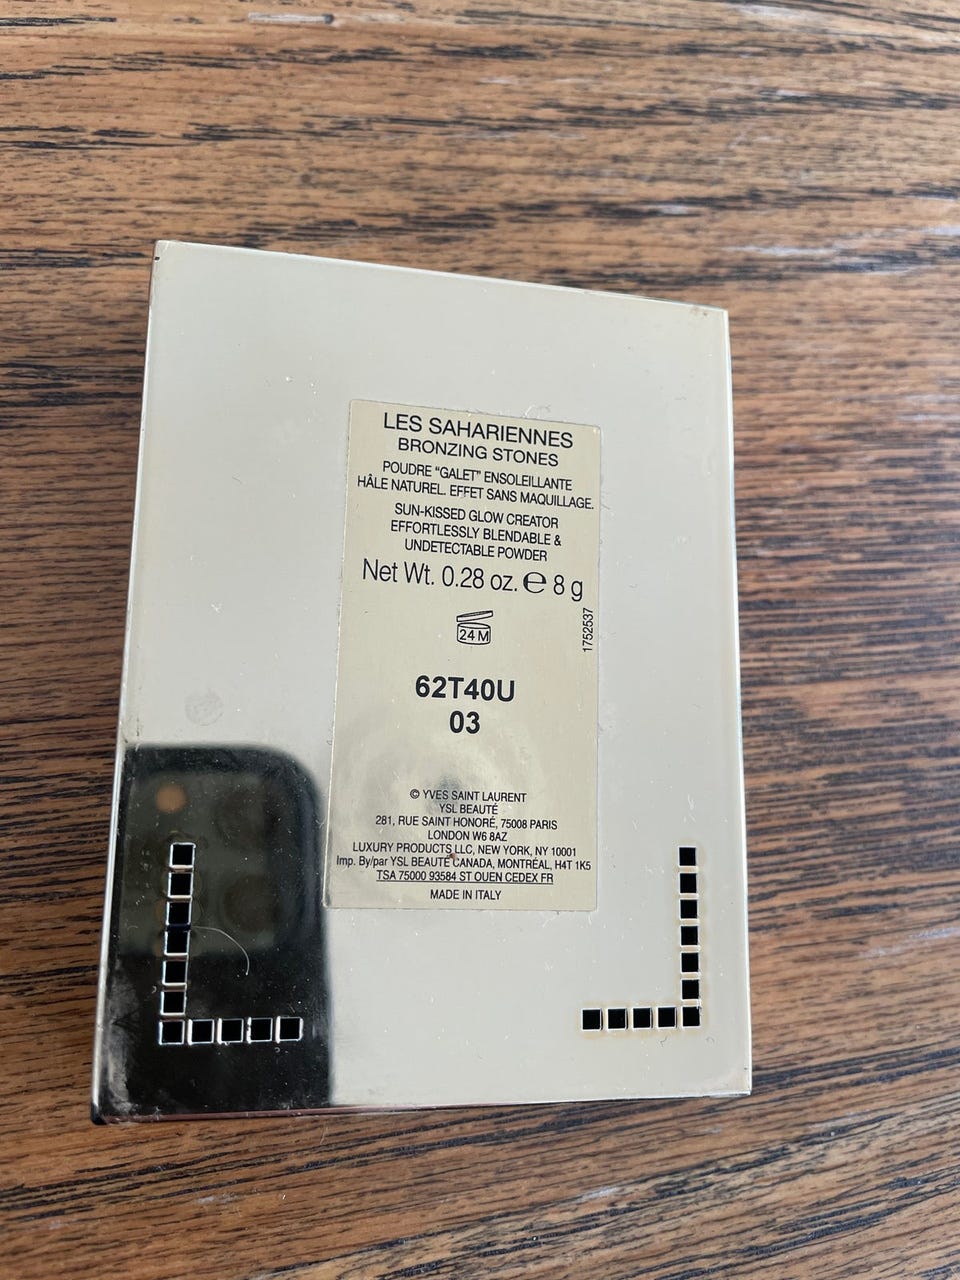 LES SAHARIENNES
BRONZING STONES
POUDRE "GALET" ENSOLEILLANTE
HÂLE NATUREL. EFFET SANS MAQUILLAGE.
SUN-KISSED GLOW CREATOR
EFFORTLESSLY BLENDABLE &
UNDETECTABLE POWDER
Net Wt. 0.28 oz. ℮ 8 g
24 M
1752537
62T40U
03
© YVES SAINT LAURENT
YSL BEAUTÉ
281, RUE SAINT HONORÉ, 75008 PARIS
LONDON W6 8AZ
LUXURY PRODUCTS LLC, NEW YORK, NY 10001
Imp. By/par YSL BEAUTÉ CANADA, MONTRÉAL, H4T 1K5
TSA 75000 93584 ST OUEN CEDEX FR
MADE IN ITALY